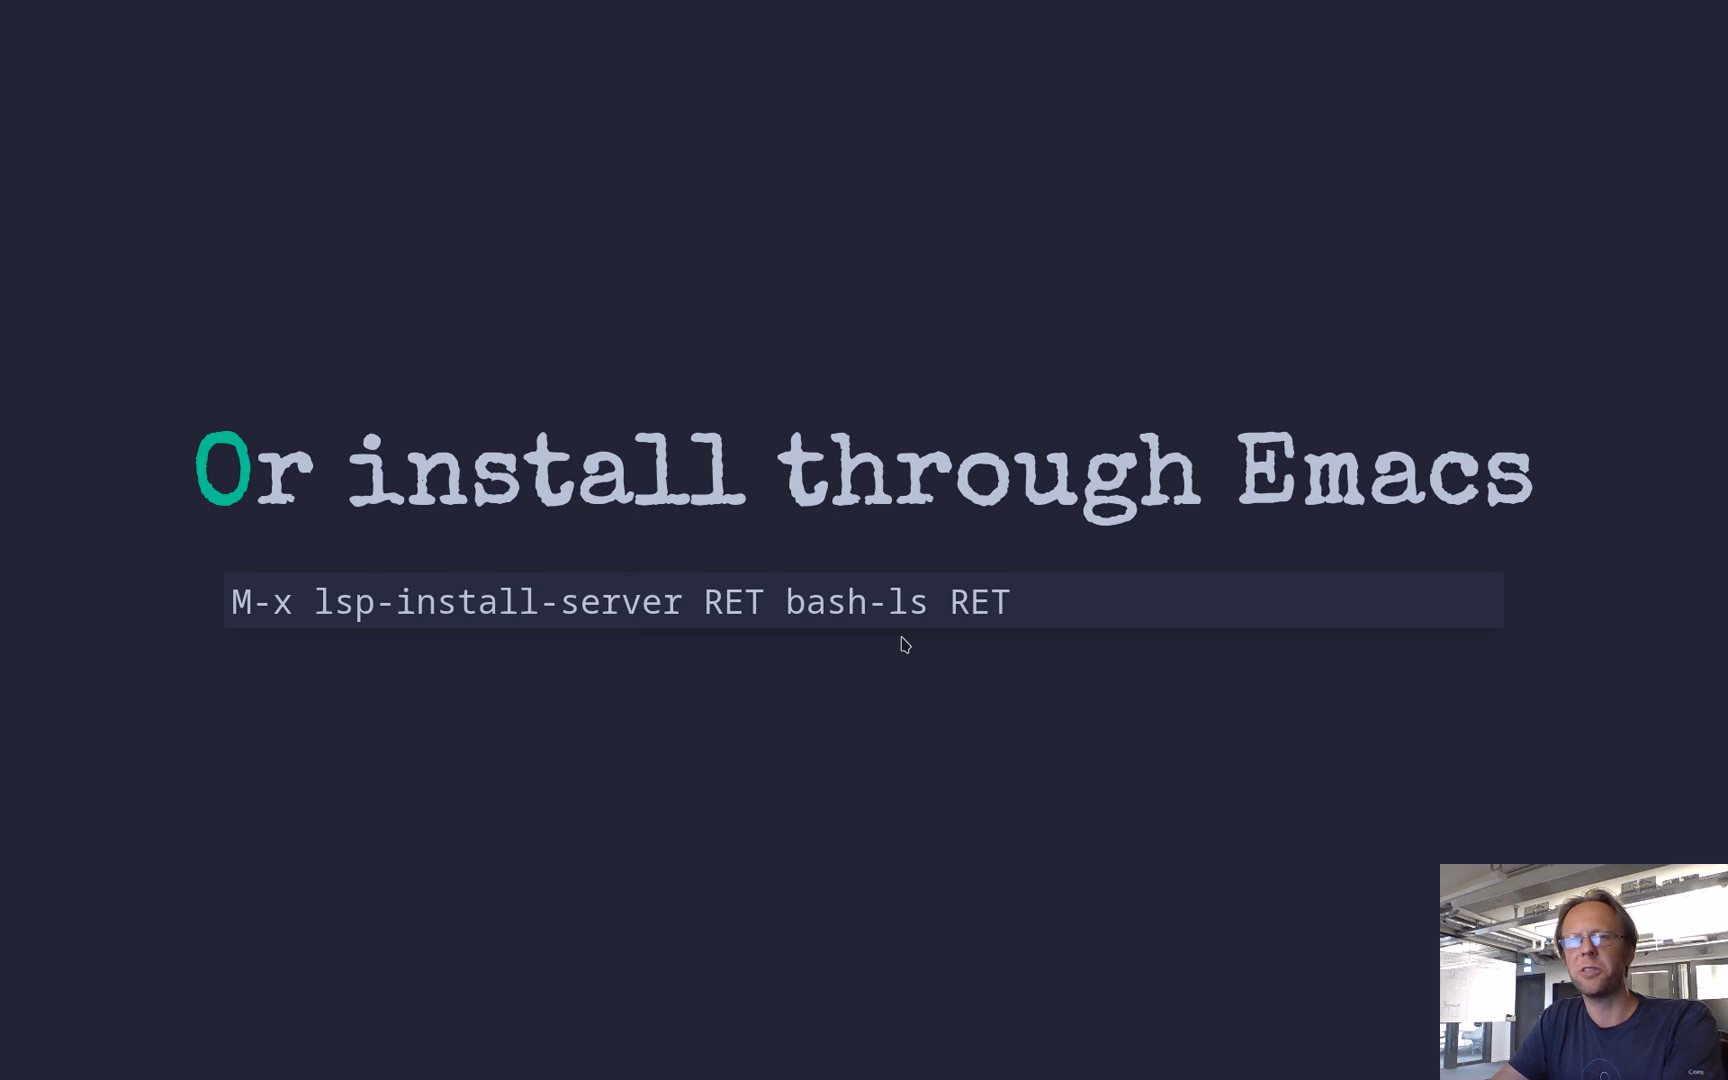 Or install through Emacs
M-x lsp-install-server RET bash-ls RET